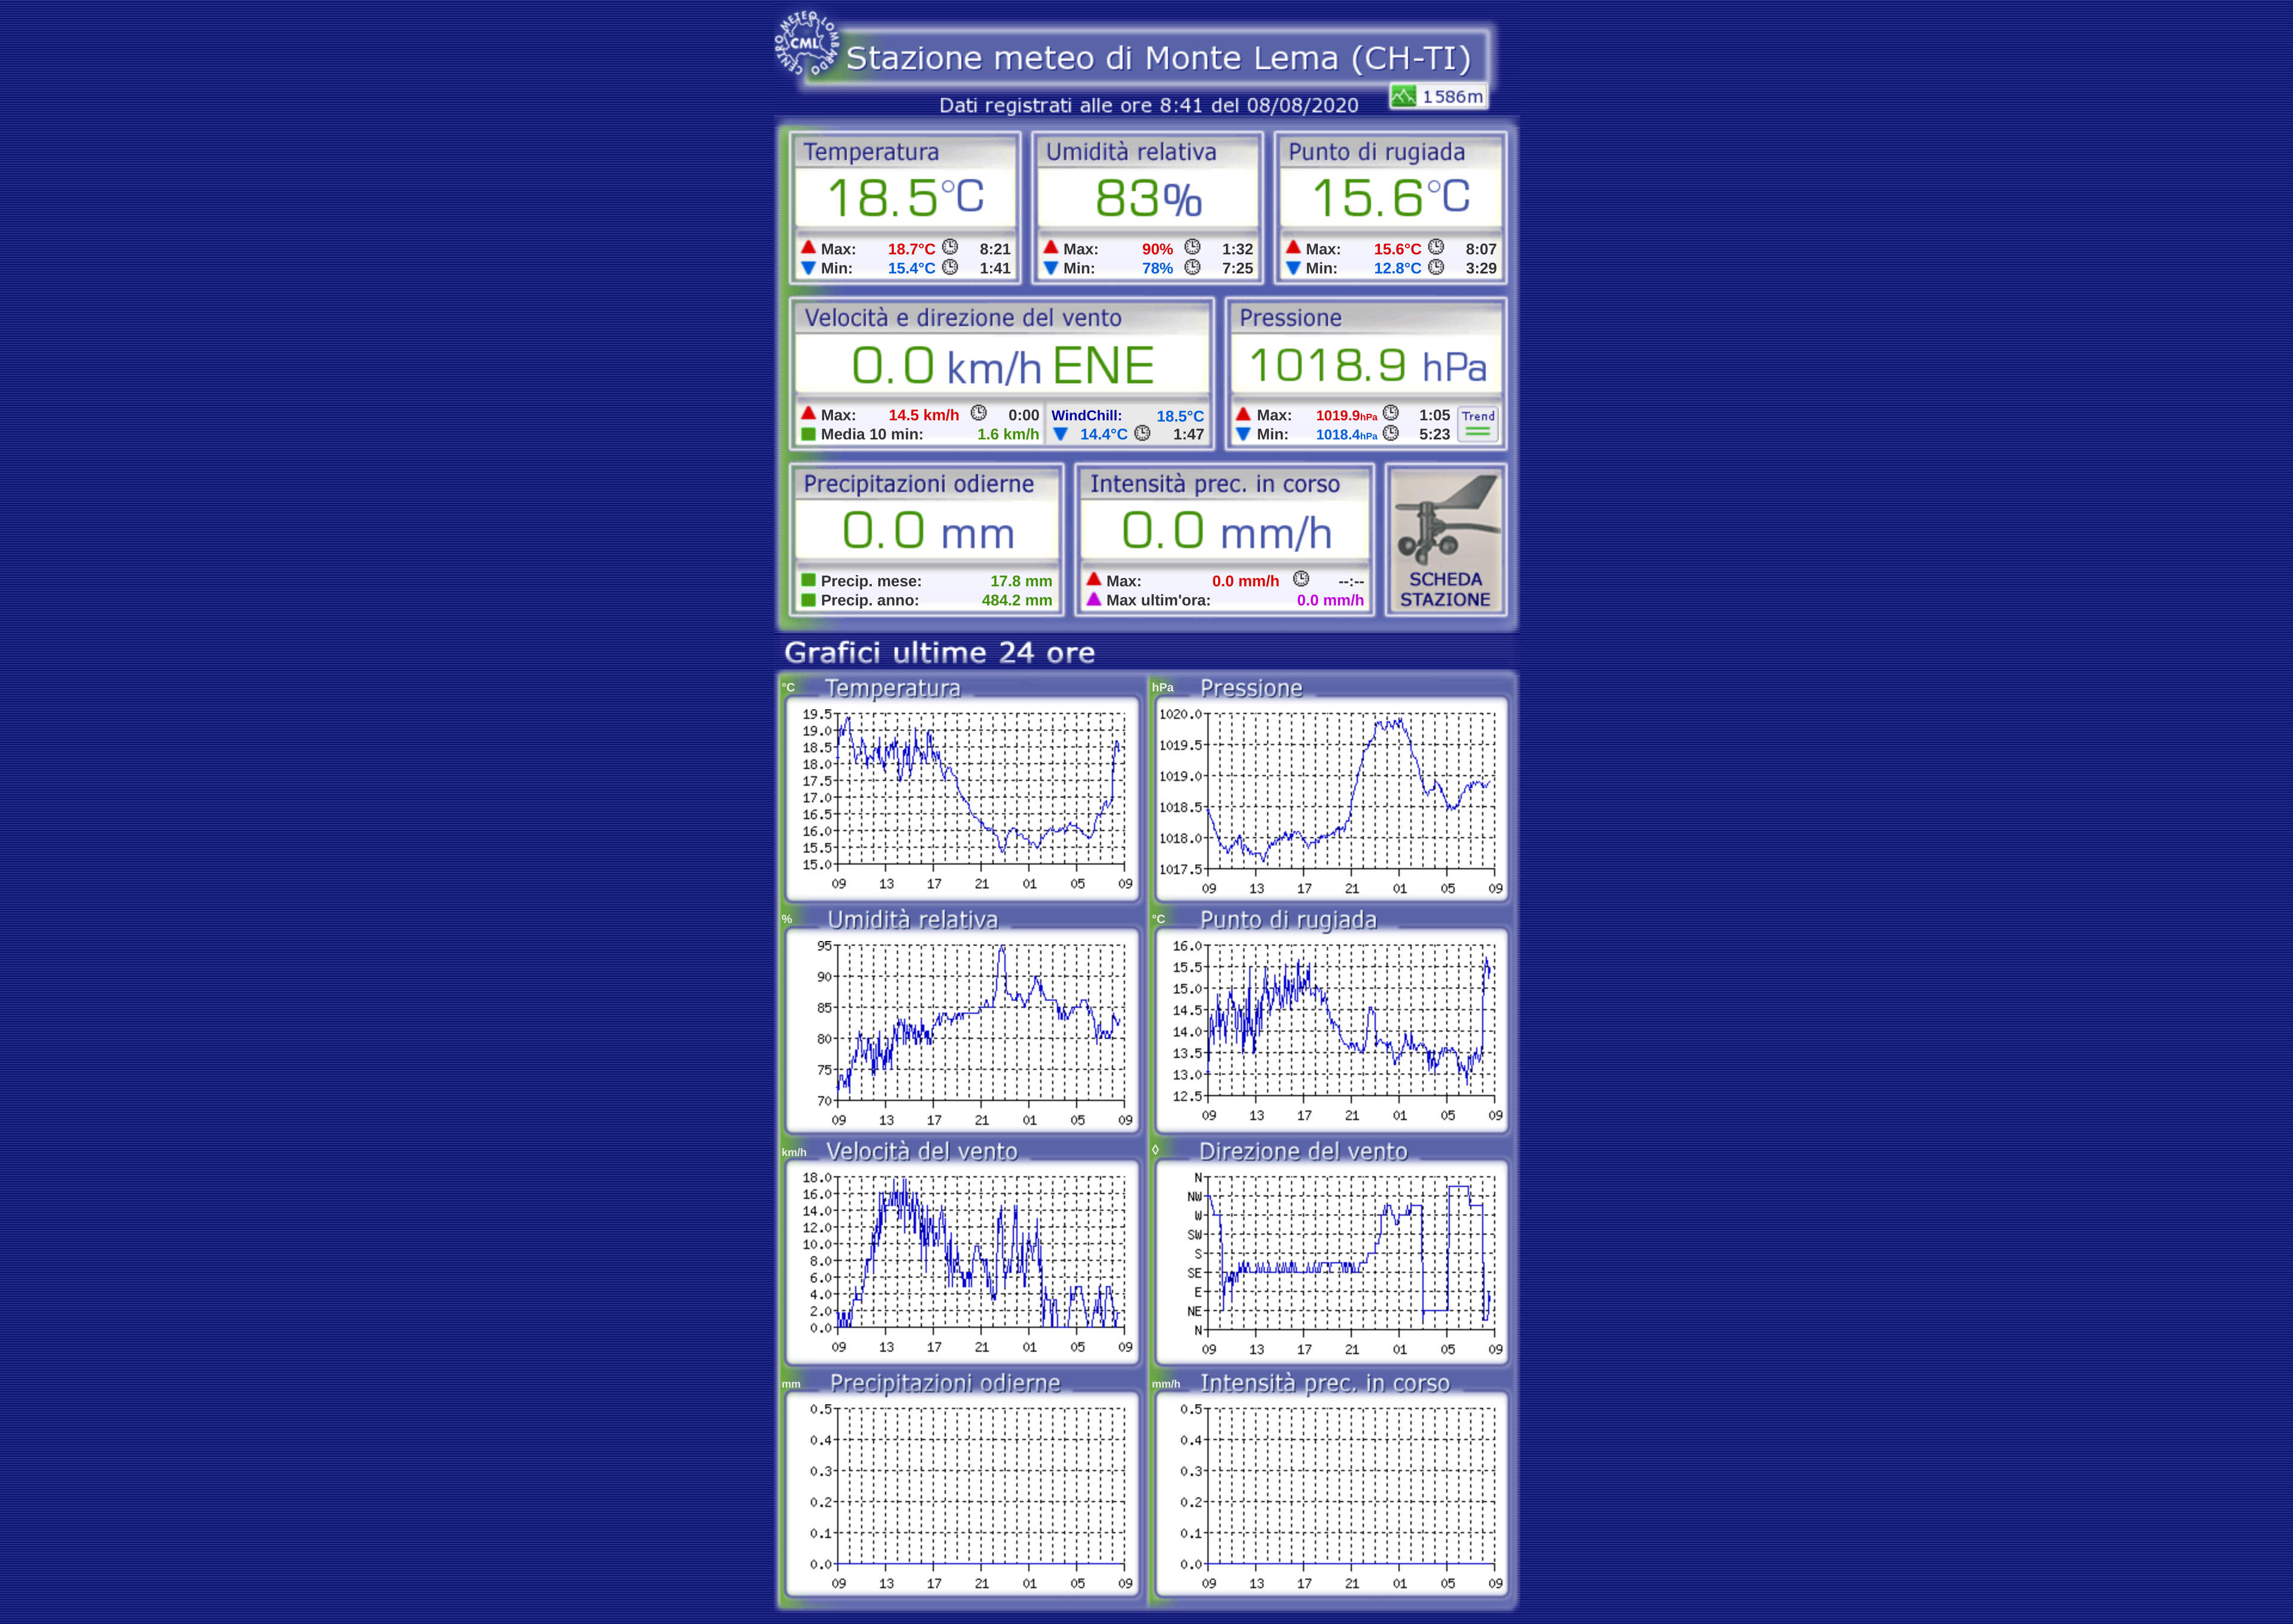 CENTRO METEO LOMBARDO
CML
Stazione meteo di Monte Lema (CH-TI)
1586m
Dati registrati alle ore 8:41 del 08/08/2020
Temperatura
18.5°C
Max: 18.7°C 8:21
Min: 15.4°C 1:41
Umidità relativa
83%
Max: 90% 1:32
Min: 78% 7:25
Punto di rugiada
15.6°C
Max: 15.6°C 8:07
Min: 12.8°C 3:29
Velocità e direzione del vento
0.0 km/h ENE
Max: 14.5 km/h 0:00
Media 10 min: 1.6 km/h
WindChill: 18.5°C
14.4°C 1:47
Pressione
1018.9 hPa
Max: 1019.9hPa 1:05
Min: 1018.4hPa 5:23
Trend
Precipitazioni odierne
0.0 mm
Precip. mese: 17.8 mm
Precip. anno: 484.2 mm
Intensità prec. in corso
0.0 mm/h
Max: 0.0 mm/h --:--
Max ultim'ora: 0.0 mm/h
SCHEDA
STAZIONE
Grafici ultime 24 ore
°C Temperatura
19.5
19.0
18.5
18.0
17.5
17.0
16.5
16.0
15.5
15.0
09 13 17 21 01 05 09
hPa Pressione
1020.0
1019.5
1019.0
1018.5
1018.0
1017.5
09 13 17 21 01 05 09
% Umidità relativa
95
90
85
80
75
70
09 13 17 21 01 05 09
°C Punto di rugiada
16.0
15.5
15.0
14.5
14.0
13.5
13.0
12.5
09 13 17 21 01 05 09
km/h Velocità del vento
18.0
16.0
14.0
12.0
10.0
8.0
6.0
4.0
2.0
0.0
09 13 17 21 01 05 09
◊ Direzione del vento
N
NW
W
SW
S
SE
E
NE
N
09 13 17 21 01 05 09
mm Precipitazioni odierne
0.5
0.4
0.3
0.2
0.1
0.0
09 13 17 21 01 05 09
mm/h Intensità prec. in corso
0.5
0.4
0.3
0.2
0.1
0.0
09 13 17 21 01 05 09